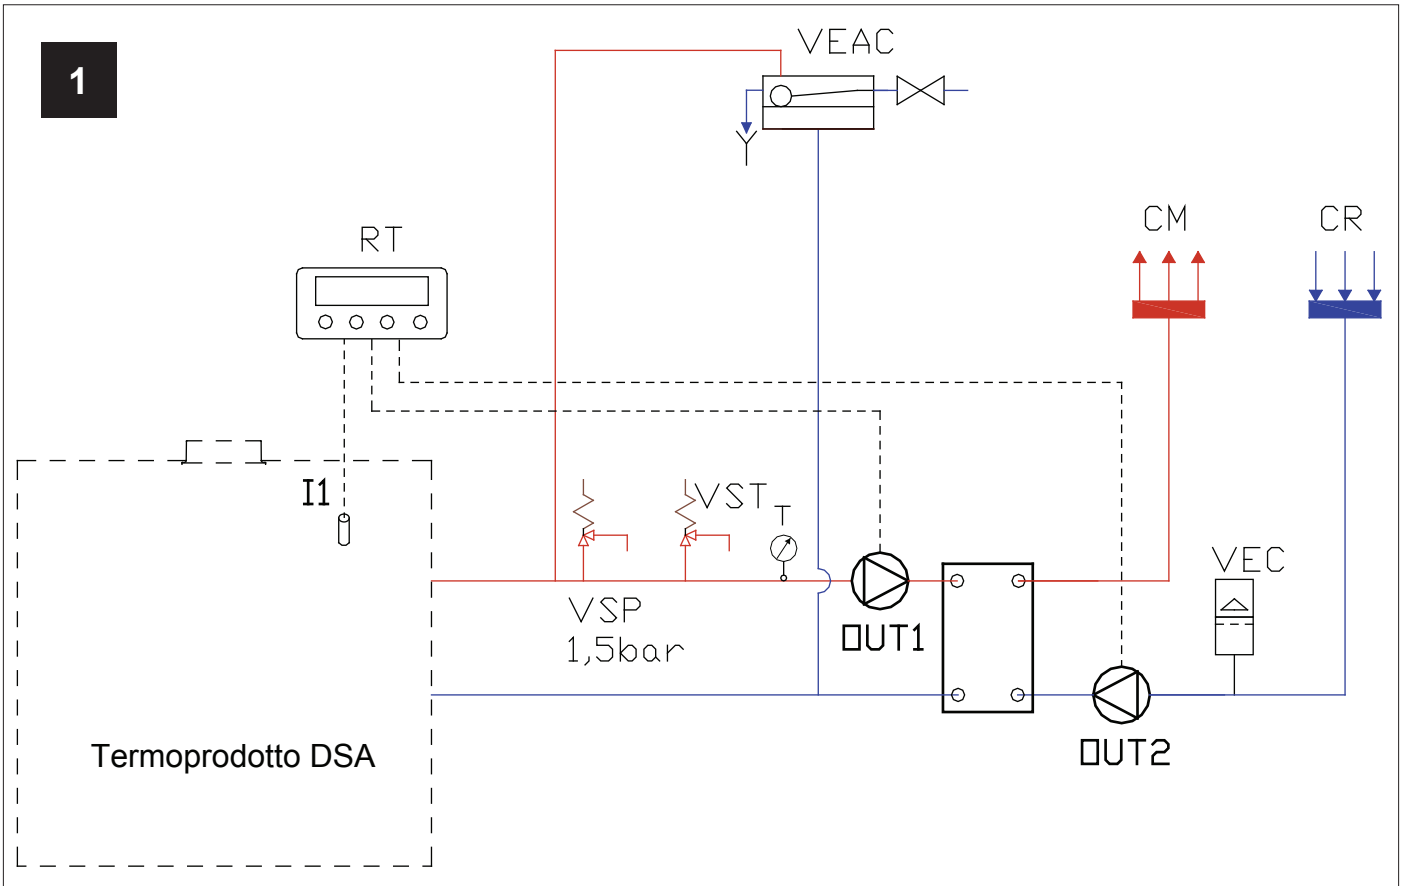 1
VEAC
CM
CR
RT
I1
VST
T
VEC
VSP
1,5bar
OUT1
OUT2
Termoprodotto DSA